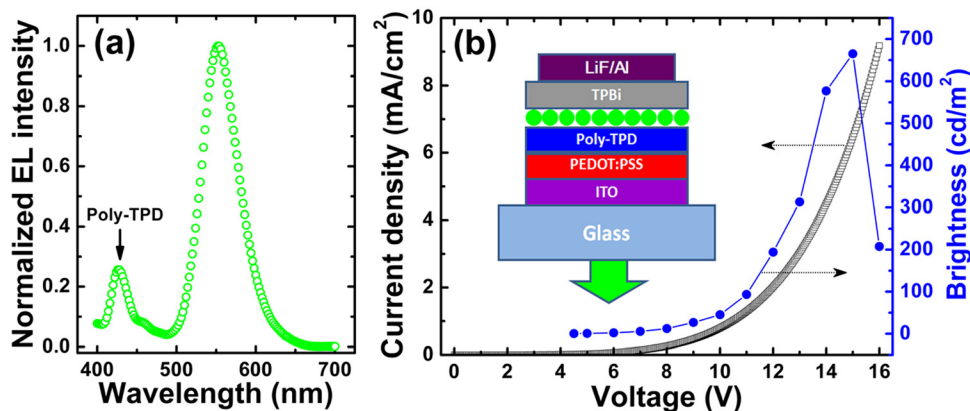 (a)
Normalized EL intensity
1.0
0.8
0.6
0.4
0.2
0.0
Poly-TPD
400 450 500 550 600 650 700
Wavelength (nm)
(b)
Current density (mA/cm²)
10
8
6
4
2
0
LiF/Al
TPBi
Poly-TPD
PEDOT:PSS
ITO
Glass
0 2 4 6 8 10 12 14 16
Voltage (V)
700
600
500
400
300
200
100
0
Brightness (cd/m²)